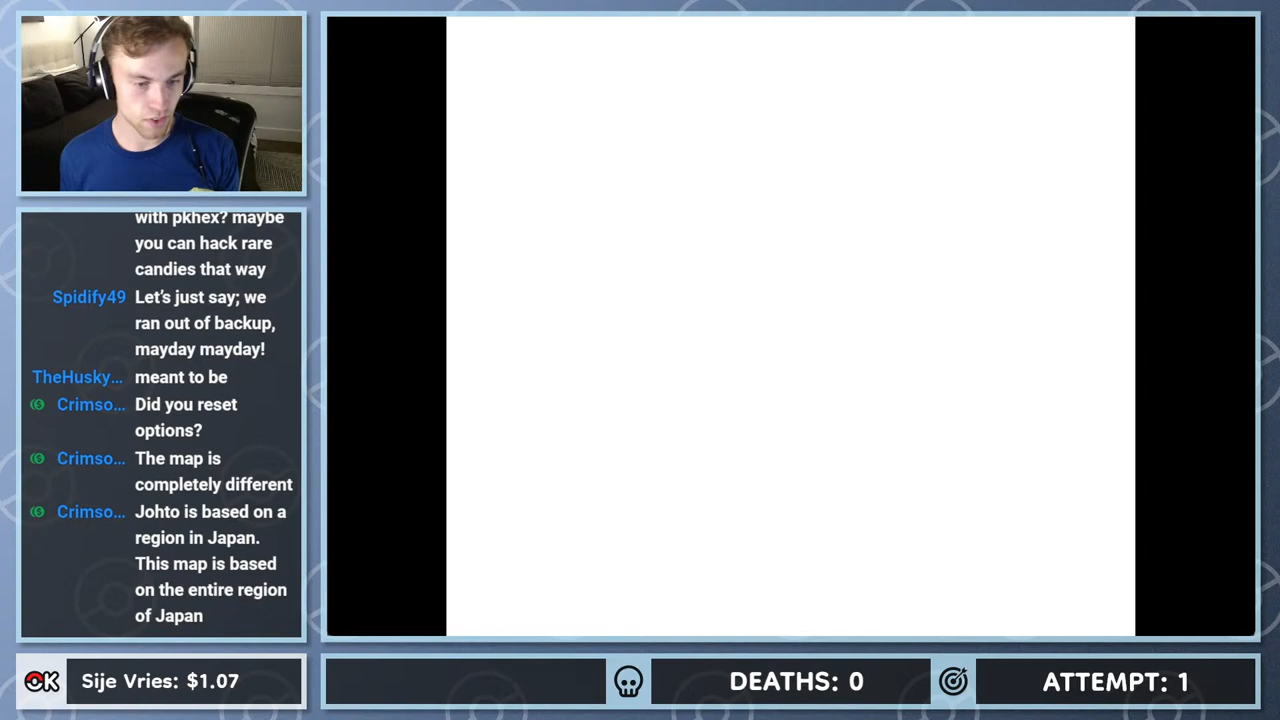 with pkhex? maybe
you can hack rare
candies that way
Spidify49 Let's just say; we
ran out of backup,
mayday mayday!
TheHusky... meant to be
Crimso... Did you reset
options?
Crimso... The map is
completely different
Crimso... Johto is based on a
region in Japan.
This map is based
on the entire region
of Japan
OK Sije Vries: $1.07
DEATHS: 0
ATTEMPT: 1